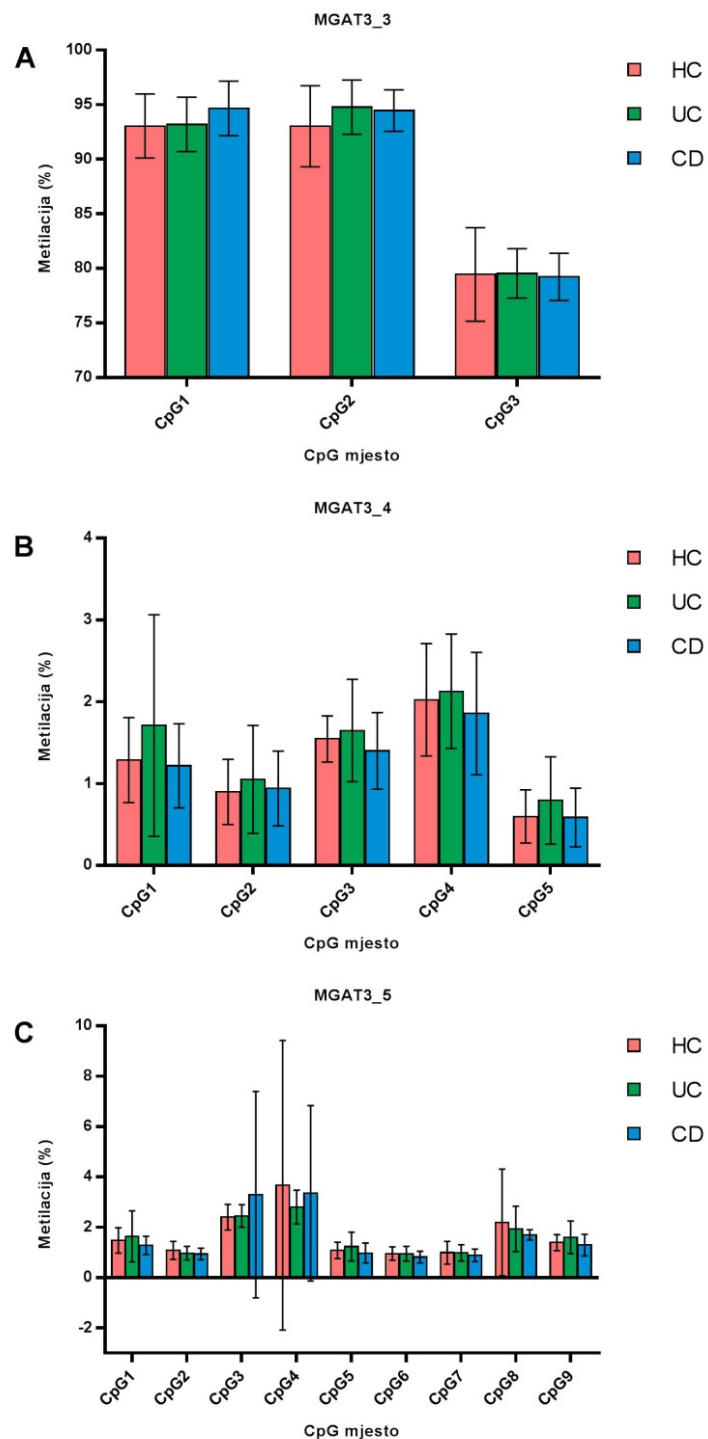 MGAT3_3
A
100
95
90
85
80
75
70
Metilacija (%)
CpG1
CpG2
CpG3
CpG mjesto
HC
UC
CD
MGAT3_4
B
4
3
2
1
0
Metilacija (%)
CpG1
CpG2
CpG3
CpG4
CpG5
CpG mjesto
HC
UC
CD
MGAT3_5
C
10
8
6
4
2
0
-2
Metilacija (%)
CpG1
CpG2
CpG3
CpG4
CpG5
CpG6
CpG7
CpG8
CpG9
CpG mjesto
HC
UC
CD